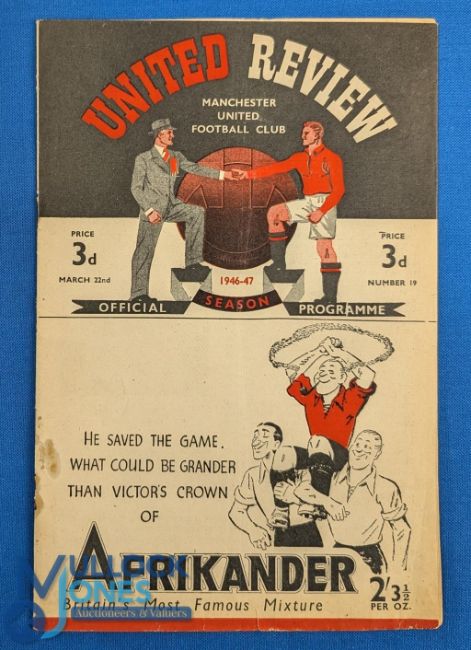 UNITED REVIEW
MANCHESTER
UNITED
FOOTBALL CLUB
PRICE
3d
MARCH 22nd
PRICE
3d
NUMBER 19
1946-47
OFFICIAL SEASON PROGRAMME
HE SAVED THE GAME,
WHAT COULD BE GRANDER
THAN VICTOR'S CROWN
OF
AFRIKANDER
Britain's Most Famous Mixture
2/3½
PER OZ.
MULLOCK
JONES
Auctioneers & Valuers